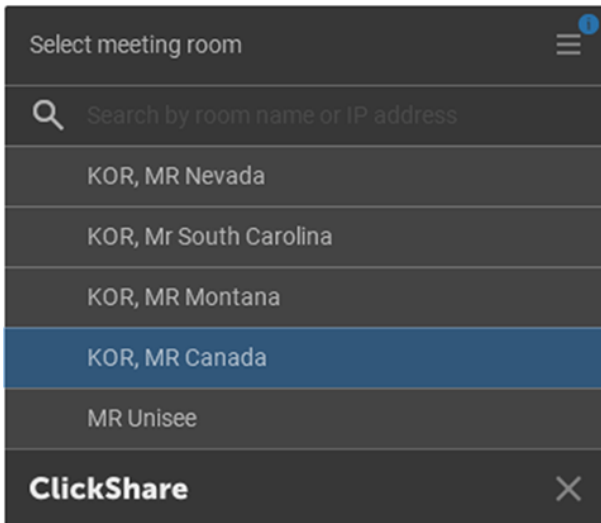 Select meeting room
i
Search by room name or IP address
KOR, MR Nevada
KOR, Mr South Carolina
KOR, MR Montana
KOR, MR Canada
MR Unisee
ClickShare